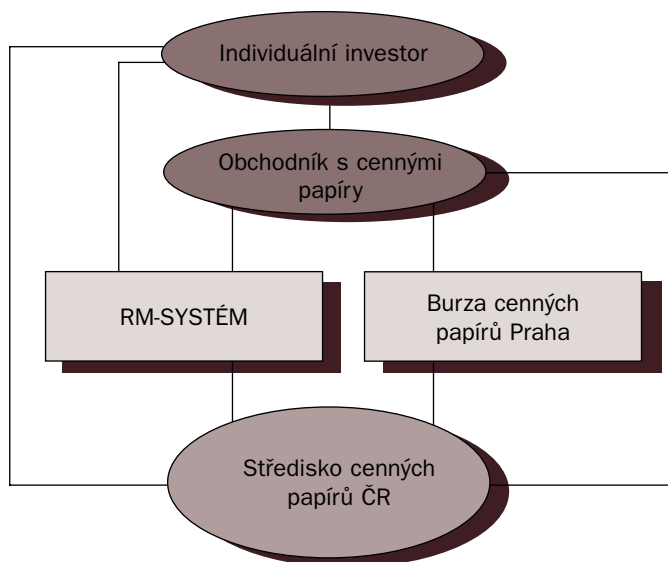 Individuální investor
Obchodník s cennými
papíry
RM-SYSTÉM
Burza cenných
papírů Praha
Středisko cenných
papírů ČR